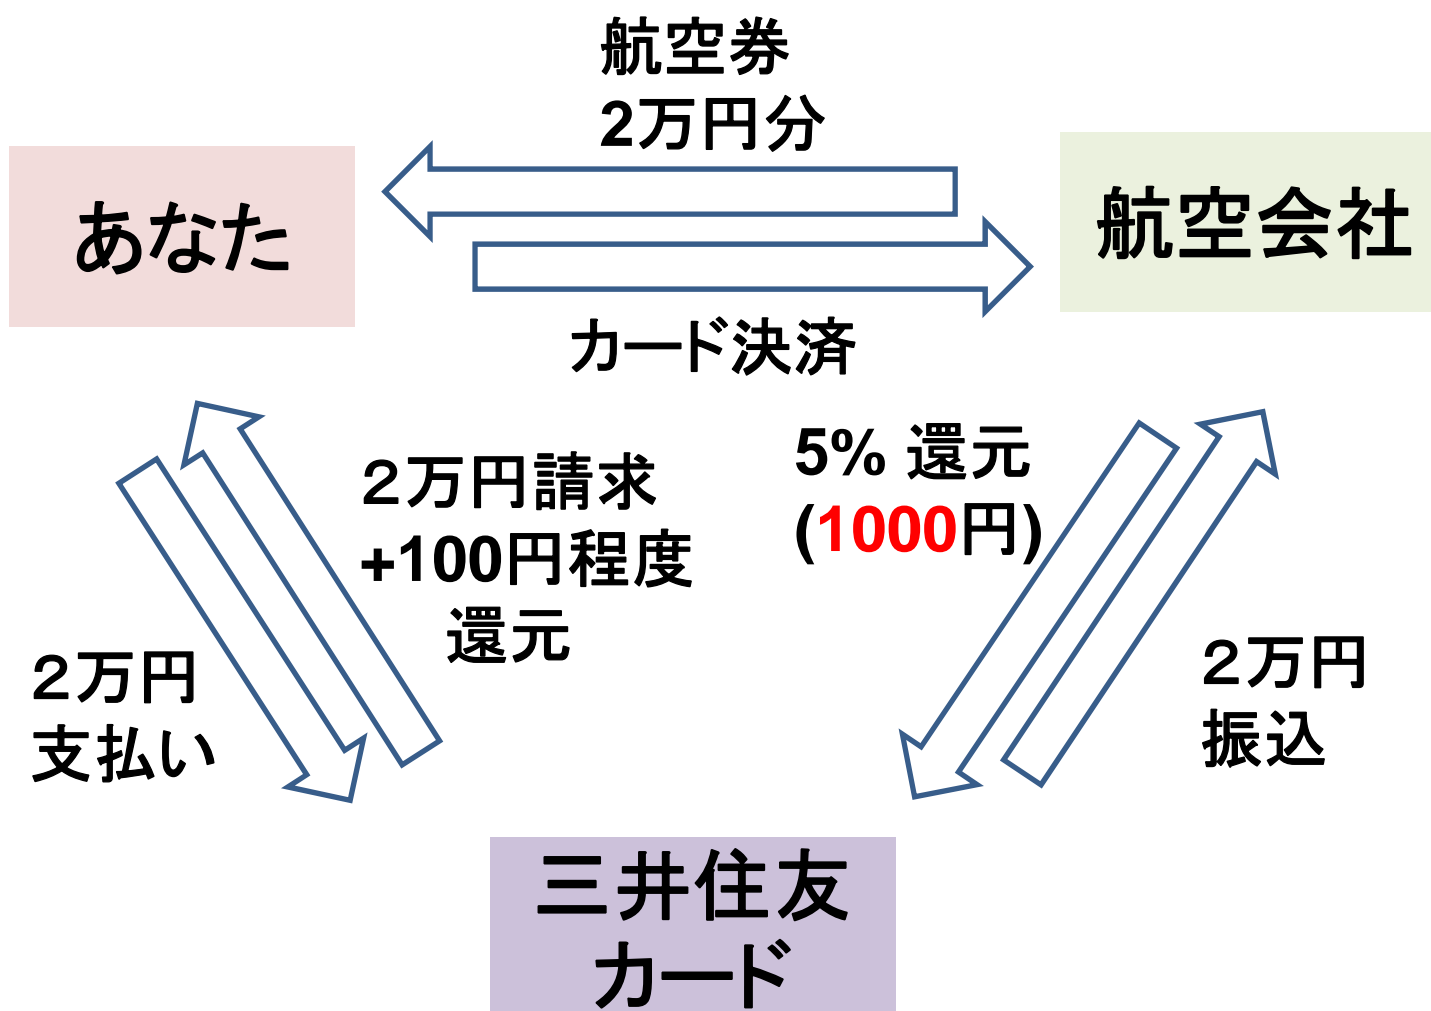 航空券
2万円分
あなた
航空会社
カード決済
２万円請求
+100円程度
還元
5% 還元
(1000円)
２万円
支払い
２万円
振込
三井住友
カード